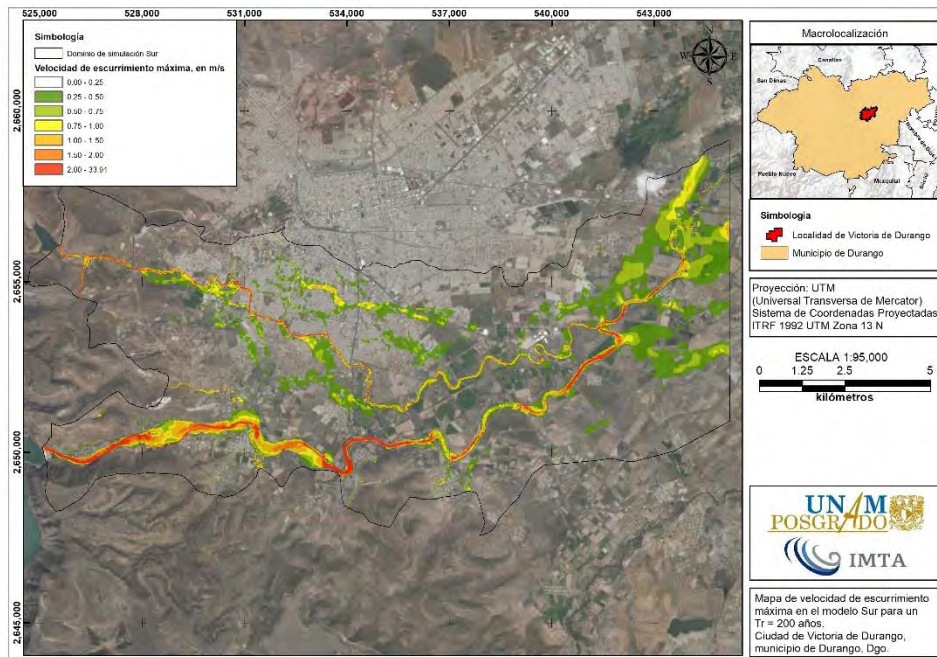 525,000 528,000 531,000 534,000 537,000 540,000 543,000
2,660,000
2,655,000
2,650,000
2,645,000
Simbología
Dominio de simulación Sur
Velocidad de escurrimiento máxima, en m/s
0.00 - 0.25
0.25 - 0.50
0.50 - 0.75
0.75 - 1.00
1.00 - 1.50
1.50 - 2.00
2.00 - 33.91
N
W E
S
Macrolocalización
Canatlan
San Dimas
Pueblo Nuevo
Mezquital
Simbología
Localidad de Victoria de Durango
Municipio de Durango
Proyección: UTM
(Universal Transversa de Mercator)
Sistema de Coordenadas Proyectadas
ITRF 1992 UTM Zona 13 N
ESCALA 1:95,000
0 1.25 2.5 5
kilómetros
UNAM
POSGRADO
IMTA
Mapa de velocidad de escurrimiento
máxima en el modelo Sur para un
Tr = 200 años.
Ciudad de Victoria de Durango,
municipio de Durango, Dgo.